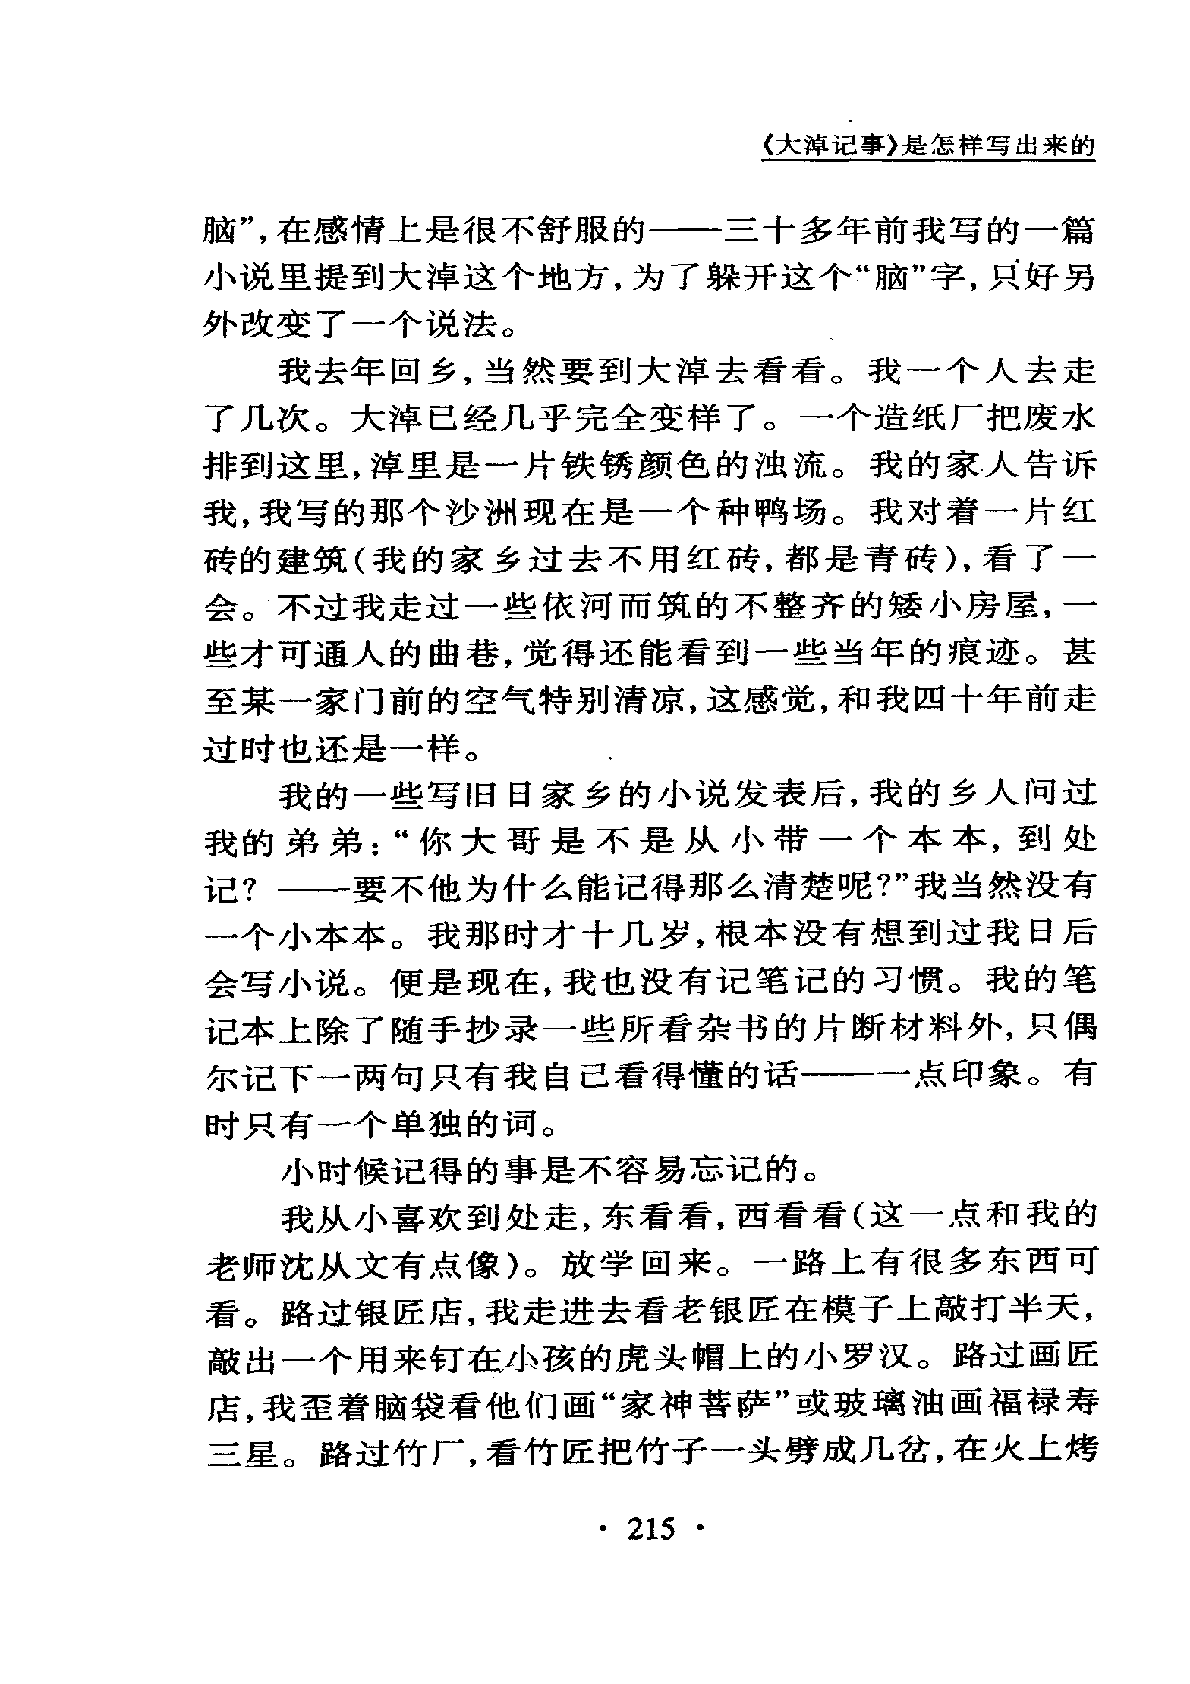 《大淖记事》是怎样写出来的
脑”,在感情上是很不舒服的——三十多年前我写的一篇
小说里提到大淖这个地方,为了躲开这个“脑”字,只好另
外改变了一个说法。
我去年回乡,当然要到大淖去看看。我一个人去走
了几次。大淖已经几乎完全变样了。一个造纸厂把废水
排到这里,淖里是一片铁锈颜色的浊流。我的家人告诉
我,我写的那个沙洲现在是一个种鸭场。我对着一片红
砖的建筑(我的家乡过去不用红砖,都是青砖),看了一
会。不过我走过一些依河而筑的不整齐的矮小房屋,一
些才可通人的曲巷,觉得还能看到一些当年的痕迹。甚
至某一家门前的空气特别清凉,这感觉,和我四十年前走
过时也还是一样。
我的一些写旧日家乡的小说发表后,我的乡人问过
我的弟弟:“你大哥是不是从小带一个本本,到处
记?——要不他为什么能记得那么清楚呢?”我当然没有
一个小本本。我那时才十几岁,根本没有想到过我日后
会写小说。便是现在,我也没有记笔记的习惯。我的笔
记本上除了随手抄录一些所看杂书的片断材料外,只偶
尔记下一两句只有我自己看得懂的话——一点印象。有
时只有一个单独的词。
小时候记得的事是不容易忘记的。
我从小喜欢到处走,东看看,西看看(这一点和我的
老师沈从文有点像)。放学回来。一路上有很多东西可
看。路过银匠店,我走进去看老银匠在模子上敲打半天,
敲出一个用来钉在小孩的虎头帽上的小罗汉。路过画匠
店,我歪着脑袋看他们画“家神菩萨”或玻璃油画福禄寿
三星。路过竹厂,看竹匠把竹子一头劈成几岔,在火上烤
· 215 ·